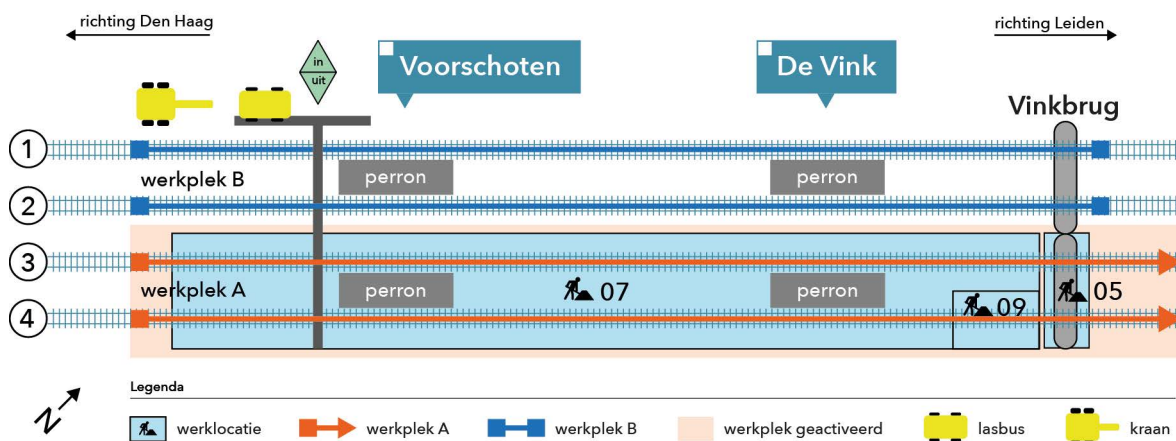 richting Den Haag
richting Leiden
in
uit
Voorschoten
De Vink
Vinkbrug
1
werkplek B
perron
perron
2
3
werkplek A
perron
07
perron
05
09
4
N
Legenda
werklocatie
werkplek A
werkplek B
werkplek geactiveerd
lasbus
kraan